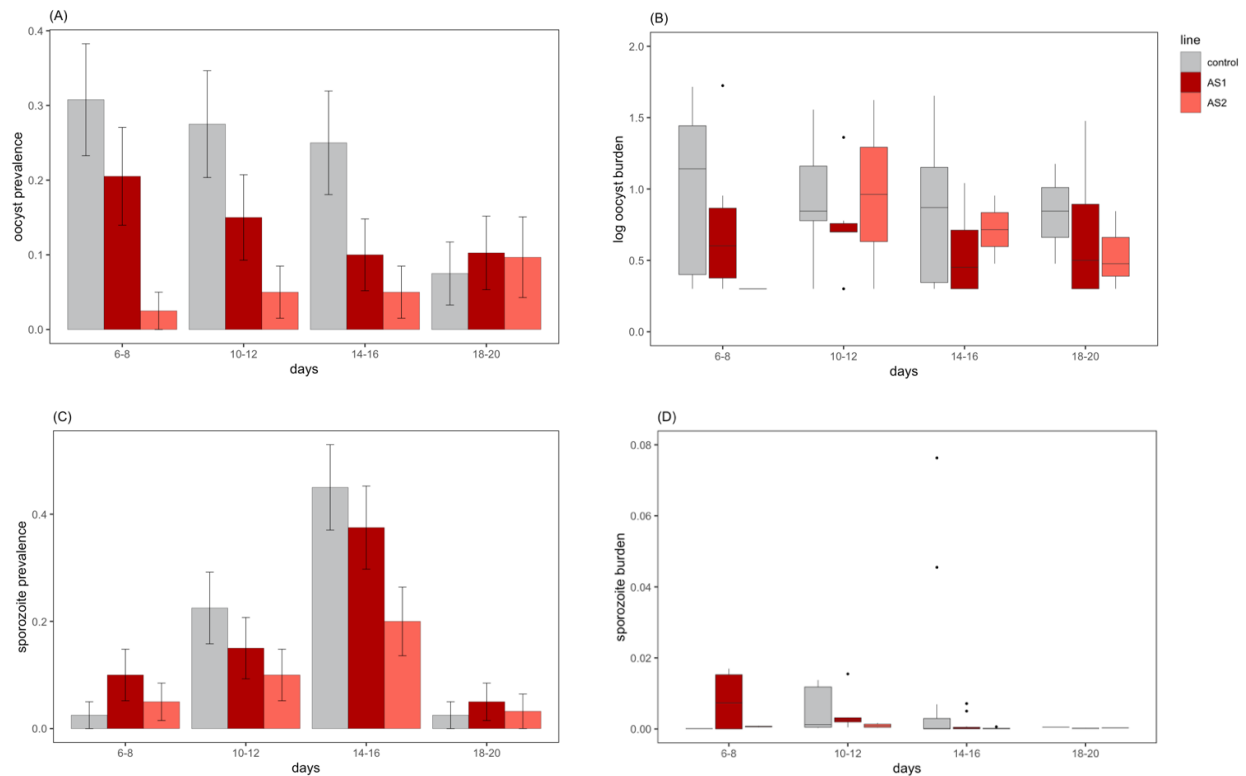 (A)
oocyst prevalence
0.4
0.3
0.2
0.1
0.0
6-8
10-12
14-16
18-20
days
(B)
log oocyst burden
2.0
1.5
1.0
0.5
0.0
6-8
10-12
14-16
18-20
days
line
control
AS1
AS2
(C)
sporozoite prevalence
0.4
0.2
0.0
6-8
10-12
14-16
18-20
days
(D)
sporozoite burden
0.08
0.06
0.04
0.02
0.00
6-8
10-12
14-16
18-20
days